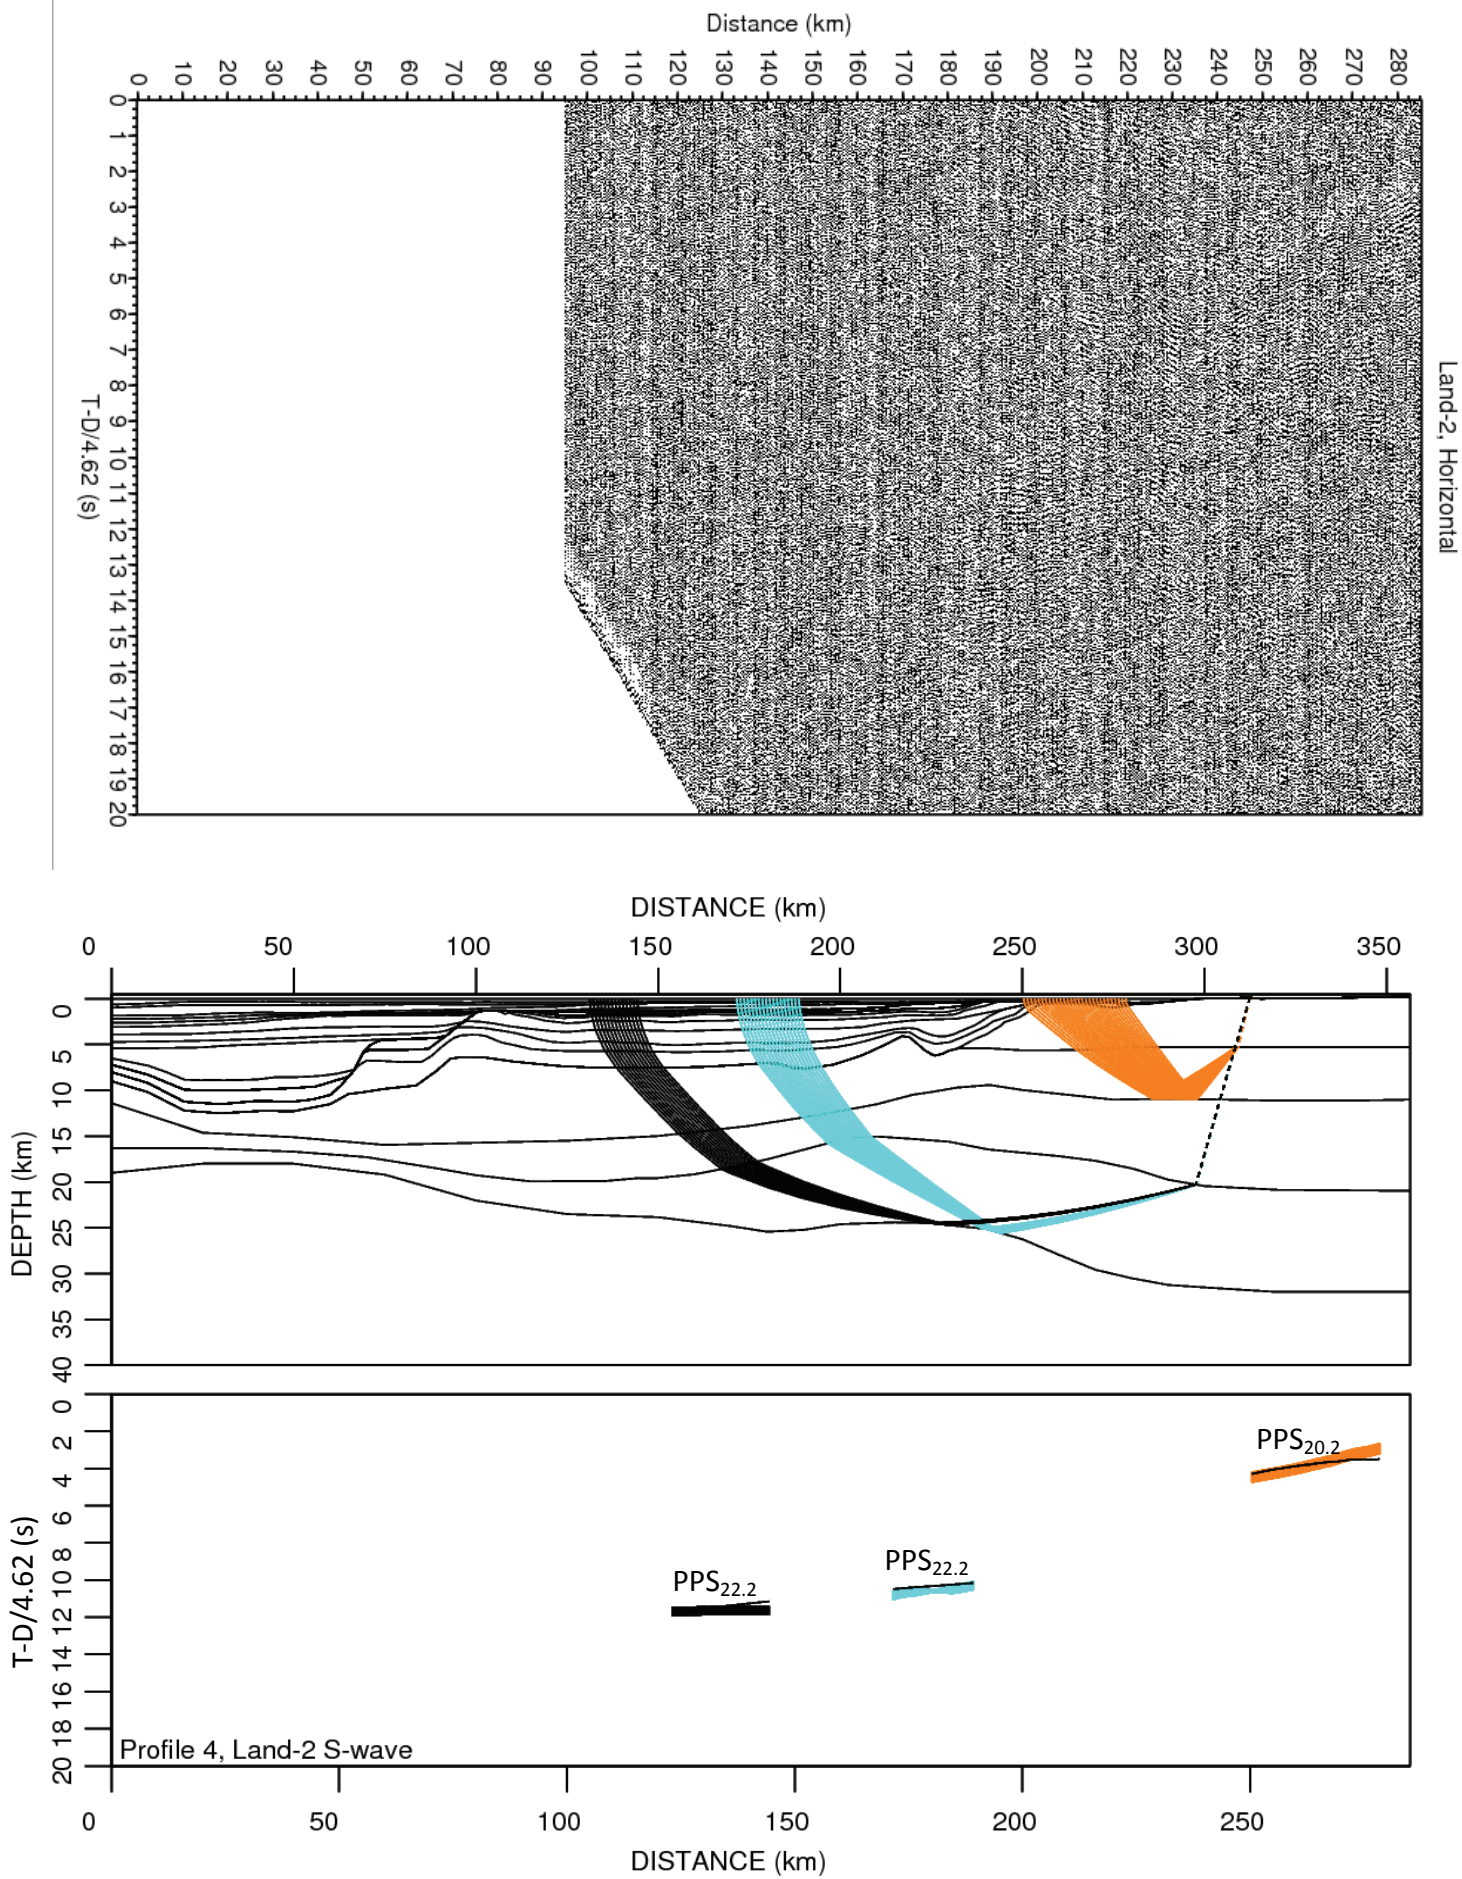 Distance (km)
0 10 20 30 40 50 60 70 80 90 100 110 120 130 140 150 160 170 180 190 200 210 220 230 240 250 260 270 280
0 1 2 3 4 5 6 7 8 9 10 11 12 13 14 15 16 17 18 19 20
T-D/4.62 (s)
Land-2, Horizontal
DISTANCE (km)
0 50 100 150 200 250 300 350
0 5 10 15 20 25 30 35 40
DEPTH (km)
0 2 4 6 8 10 12 14 16 18 20
T-D/4.62 (s)
PPS20.2
PPS22.2
PPS22.2
Profile 4, Land-2 S-wave
0 50 100 150 200 250
DISTANCE (km)